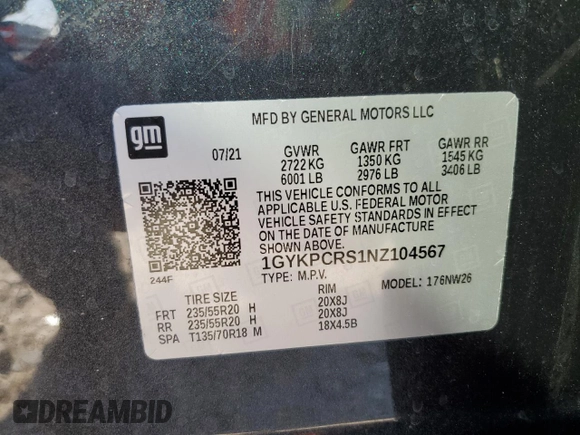 gm
MFD BY GENERAL MOTORS LLC
07/21 GVWR GAWR FRT GAWR RR
2722 KG 1350 KG 1545 KG
6001 LB 2976 LB 3406 LB
THIS VEHICLE CONFORMS TO ALL
APPLICABLE U.S. FEDERAL MOTOR
VEHICLE SAFETY STANDARDS IN EFFECT
ON THE DATE OF MANUFACTURE
SHOWN ABOVE.
1GYKPCRS1NZ104567
244F TYPE: M.P.V. MODEL: 176NW26
TIRE SIZE RIM
FRT 235/55R20 H 20X8J
RR 235/55R20 H 20X8J
SPA T135/70R18 M 18X4.5B
DREAMBID